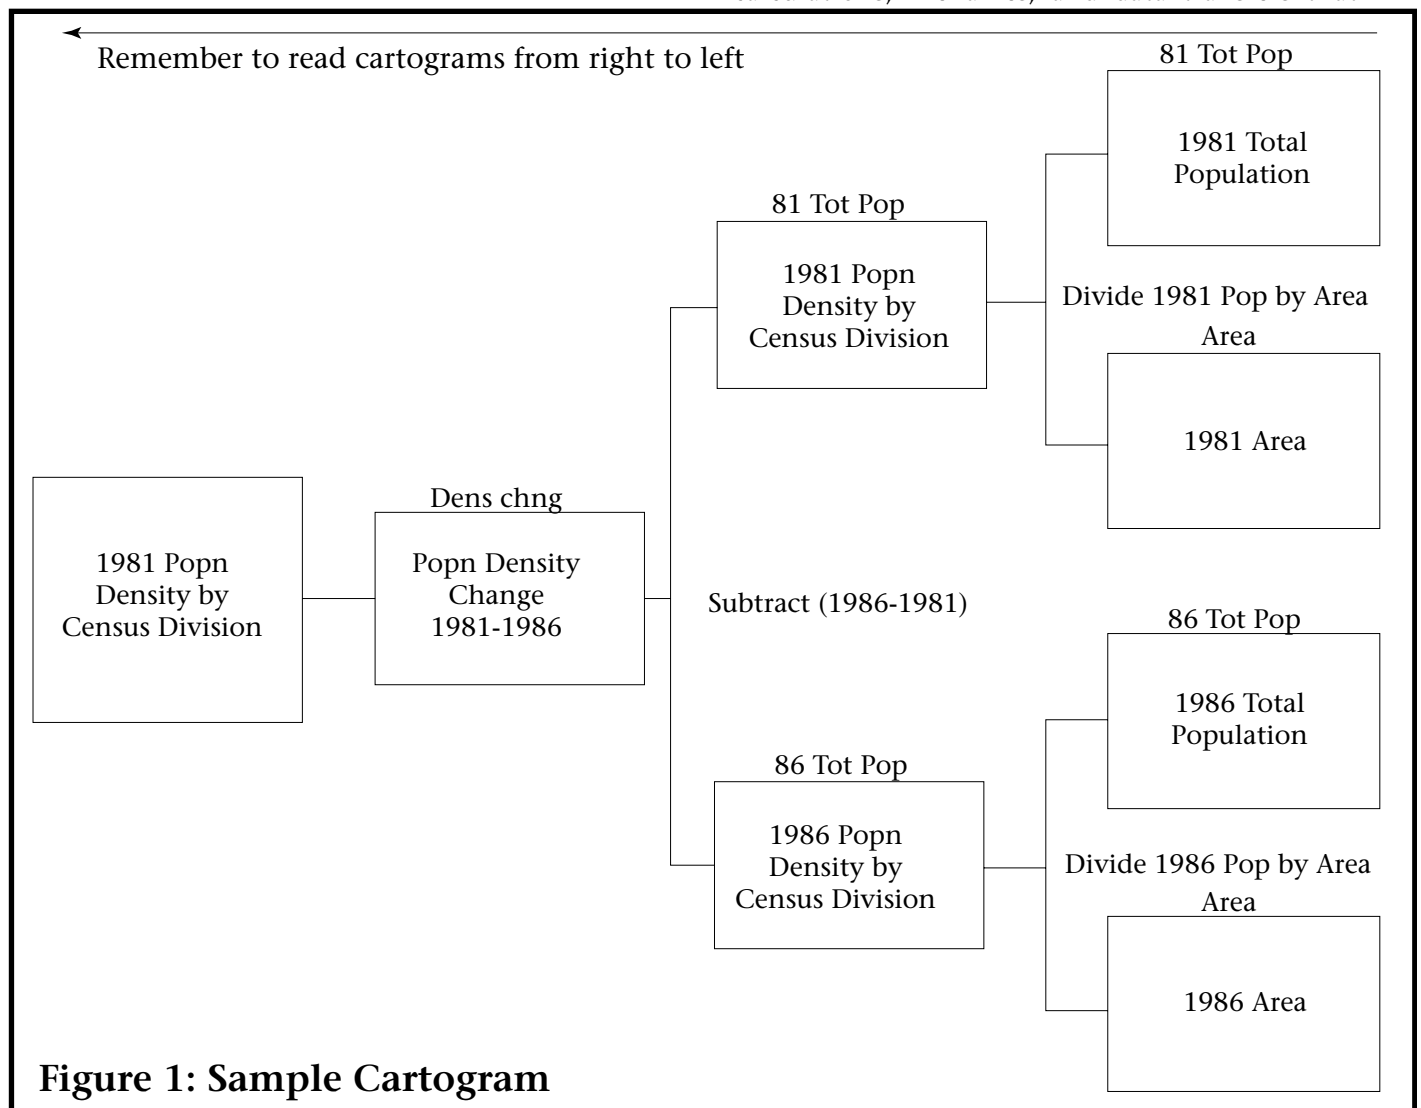 Remember to read cartograms from right to left
81 Tot Pop
1981 Total
Population
81 Tot Pop
1981 Popn
Density by
Census Division
Divide 1981 Pop by Area
Area
1981 Area
Dens chng
1981 Popn
Density by
Census Division
Popn Density
Change
1981-1986
Subtract (1986-1981)
86 Tot Pop
1986 Total
Population
86 Tot Pop
1986 Popn
Density by
Census Division
Divide 1986 Pop by Area
Area
1986 Area
Figure 1: Sample Cartogram